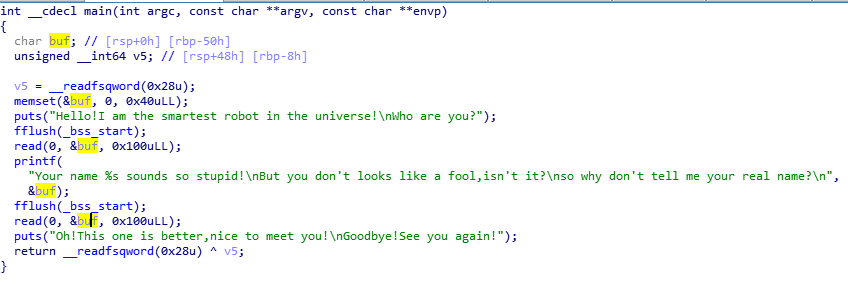 int __cdecl main(int argc, const char **argv, const char **envp)
{
char buf; // [rsp+0h] [rbp-50h]
unsigned __int64 v5; // [rsp+48h] [rbp-8h]
v5 = __readfsqword(0x28u);
memset(&buf, 0, 0x40uLL);
puts("Hello!I am the smartest robot in the universe!\nWho are you?");
fflush(_bss_start);
read(0, &buf, 0x100uLL);
printf(
"Your name %s sounds so stupid!\nBut you don't looks like a fool,isn't it?\nso why don't tell me your real name?\n",
&buf);
fflush(_bss_start);
read(0, &buf, 0x100uLL);
puts("Oh!This one is better,nice to meet you!\nGoodbye!See you again!");
return __readfsqword(0x28u) ^ v5;
}